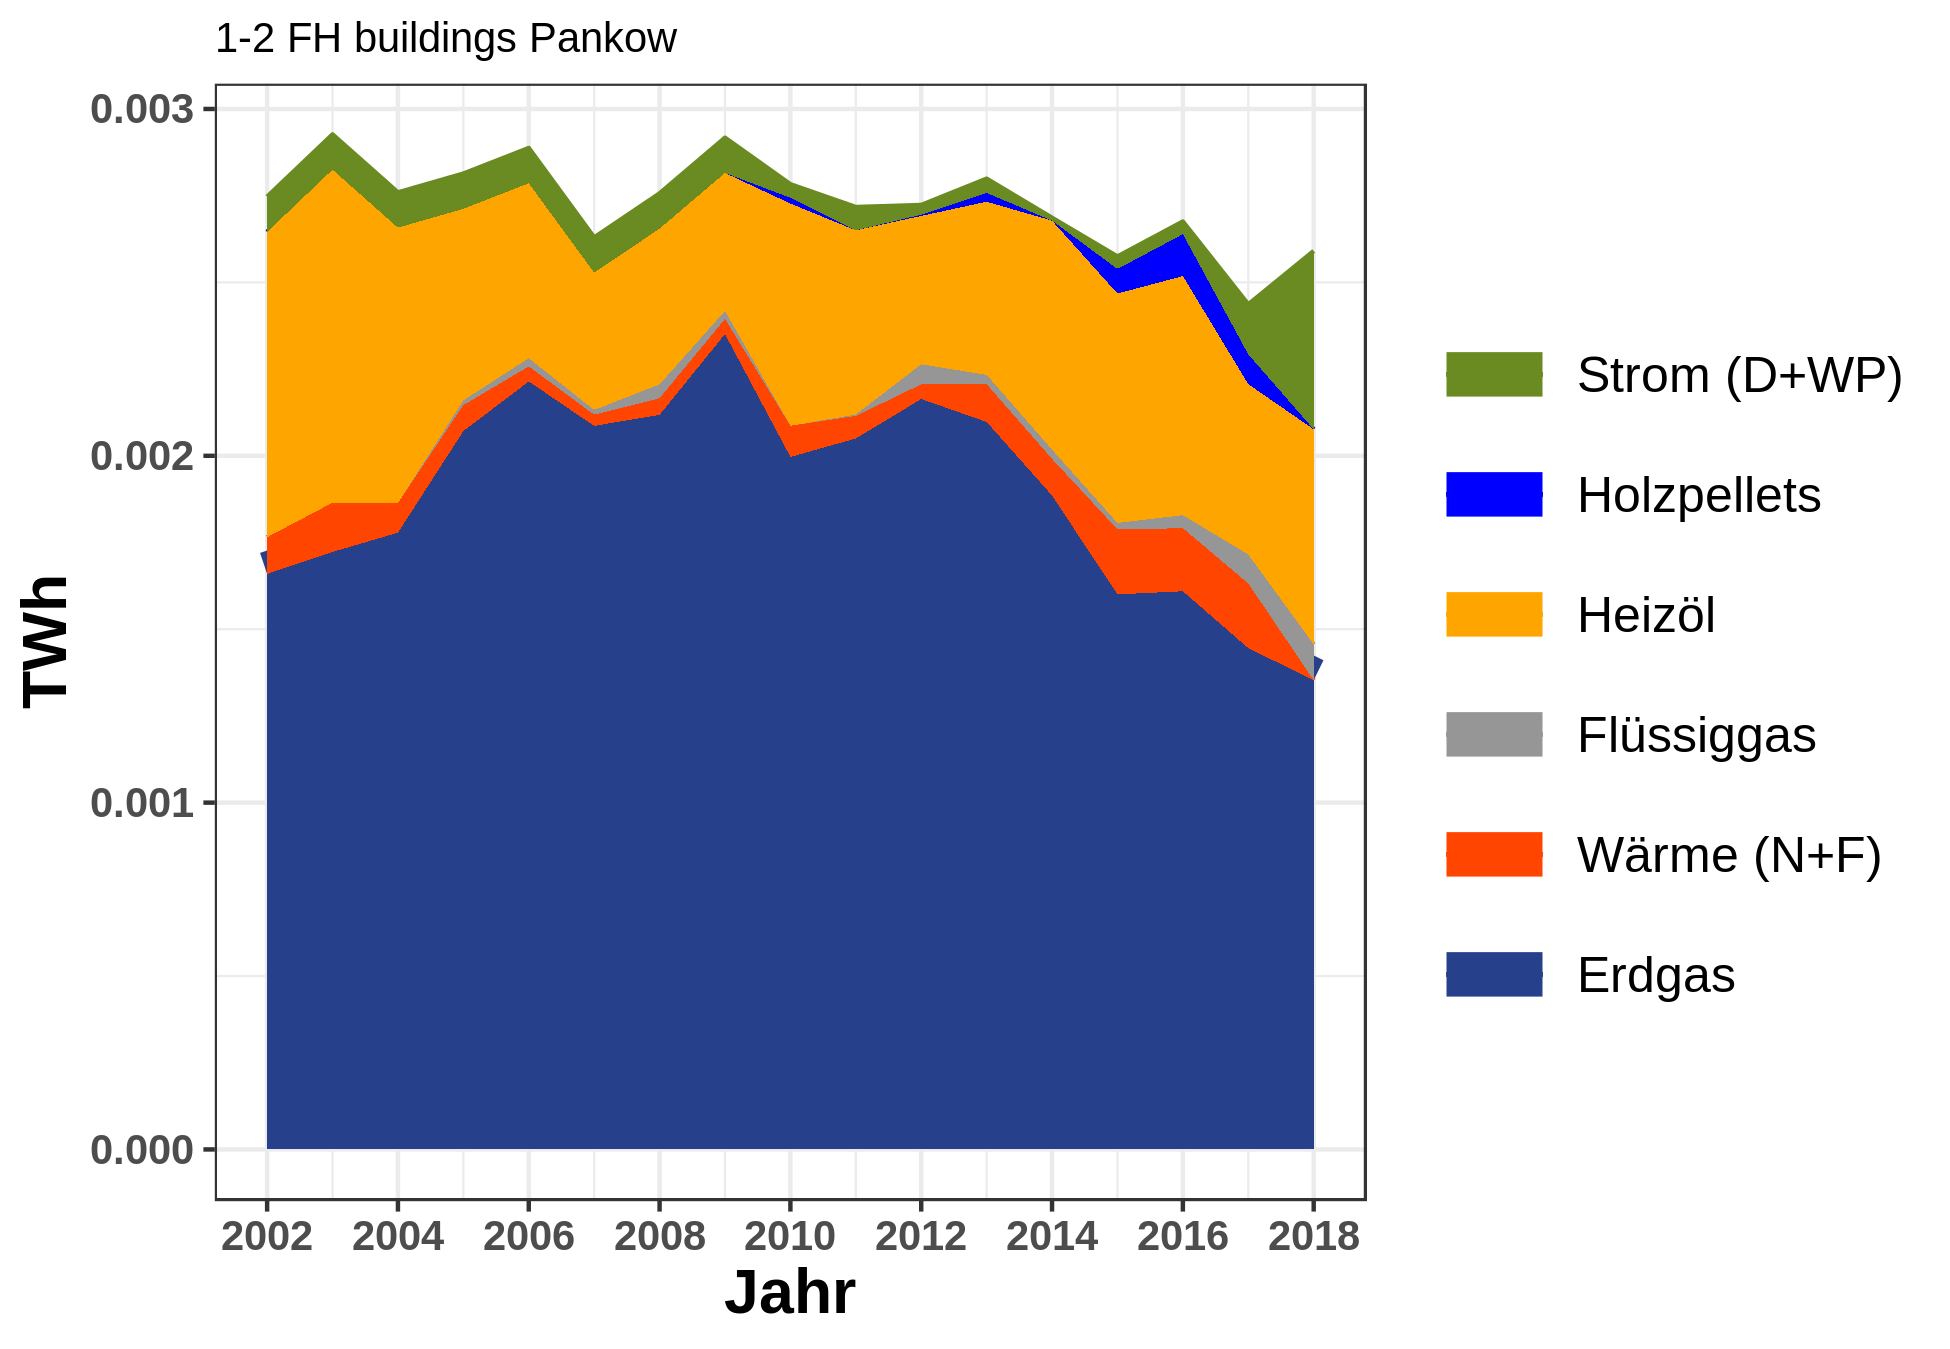 1-2 FH buildings Pankow
0.003
0.002
0.001
0.000
TWh
2002 2004 2006 2008 2010 2012 2014 2016 2018
Jahr
Strom (D+WP)
Holzpellets
Heizöl
Flüssiggas
Wärme (N+F)
Erdgas